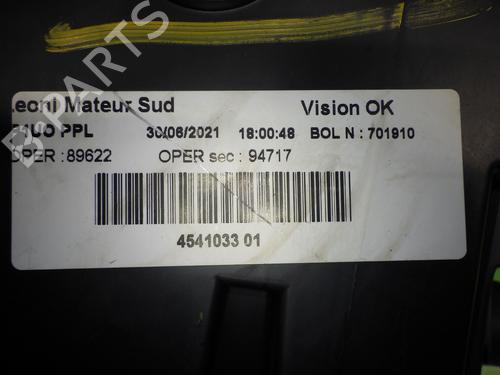 Leoni Mateur Sud
Vision OK
PPL
30/06/2021
18:00:48
BOL N : 701910
OPER : 89622
OPER sec : 94717
4541033 01
B-PARTS